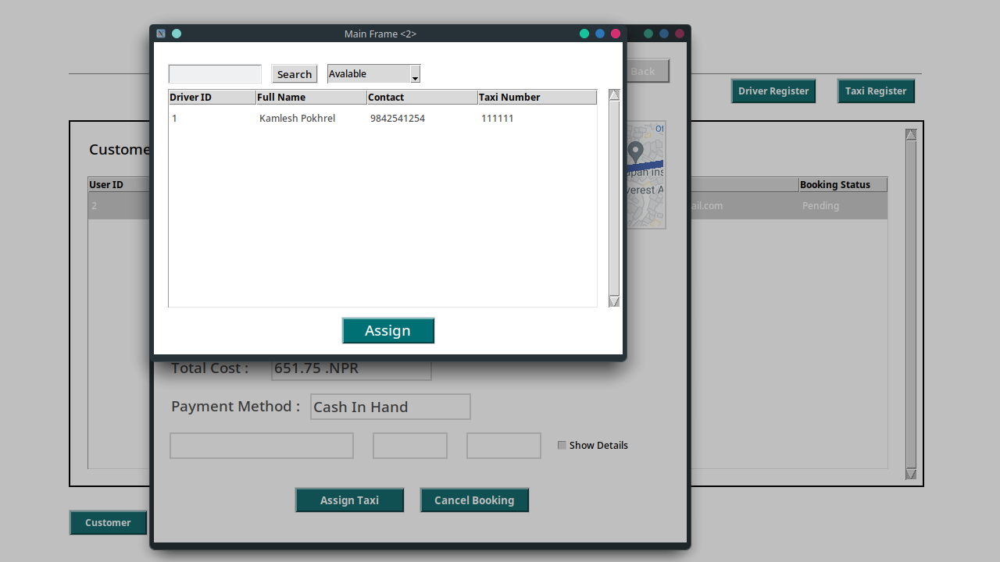 Main Frame <2>
Search
Avalable
Back
Driver ID
Full Name
Contact
Taxi Number
1
Kamlesh Pokhrel
9842541254
111111
Driver Register
Taxi Register
Custome
User ID
Booking Status
2
ail.com
Pending
Of
apan ins
verest A
Assign
Total Cost :
651.75 .NPR
Payment Method :
Cash In Hand
Show Details
Assign Taxi
Cancel Booking
Customer